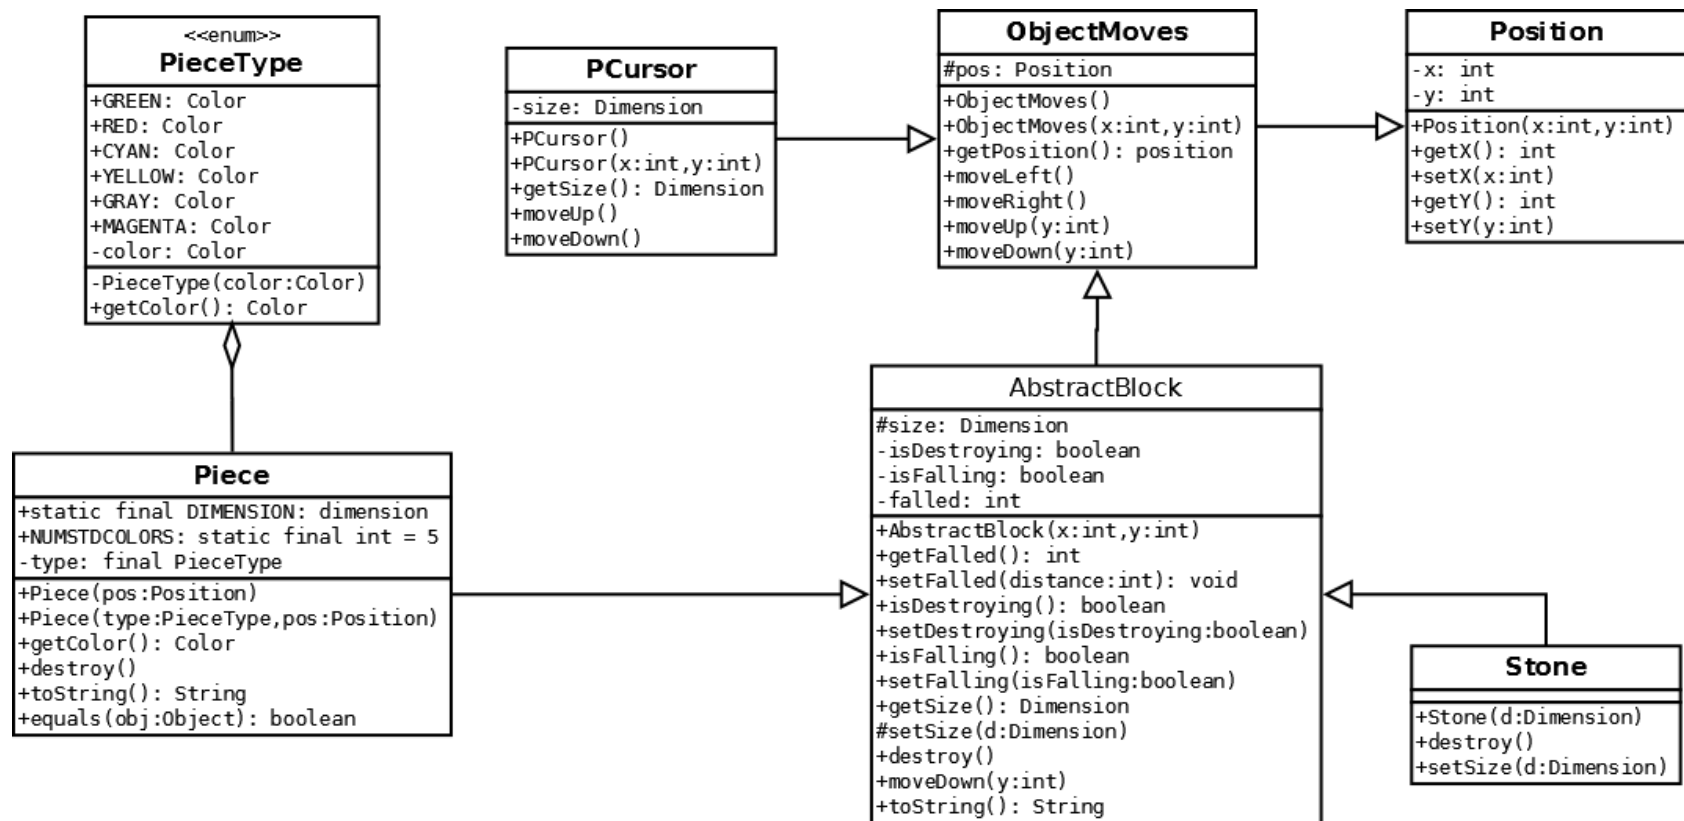 <<enum>>
PieceType
+GREEN: Color
+RED: Color
+CYAN: Color
+YELLOW: Color
+GRAY: Color
+MAGENTA: Color
-color: Color
-PieceType(color:Color)
+getColor(): Color
PCursor
-size: Dimension
+PCursor()
+PCursor(x:int,y:int)
+getSize(): Dimension
+moveUp()
+moveDown()
ObjectMoves
#pos: Position
+ObjectMoves()
+ObjectMoves(x:int,y:int)
+getPosition(): position
+moveLeft()
+moveRight()
+moveUp(y:int)
+moveDown(y:int)
Position
-x: int
-y: int
+Position(x:int,y:int)
+getX(): int
+setX(x:int)
+getY(): int
+setY(y:int)
Piece
+static final DIMENSION: dimension
+NUMSTDCOLORS: static final int = 5
-type: final PieceType
+Piece(pos:Position)
+Piece(type:PieceType,pos:Position)
+getColor(): Color
+destroy()
+toString(): String
+equals(obj:Object): boolean
AbstractBlock
#size: Dimension
-isDestroying: boolean
-isFalling: boolean
-falled: int
+AbstractBlock(x:int,y:int)
+getFalled(): int
+setFalled(distance:int): void
+isDestroying(): boolean
+setDestroying(isDestroying:boolean)
+isFalling(): boolean
+setFalling(isFalling:boolean)
+getSize(): Dimension
#setSize(d:Dimension)
+destroy()
+moveDown(y:int)
+toString(): String
Stone
+Stone(d:Dimension)
+destroy()
+setSize(d:Dimension)